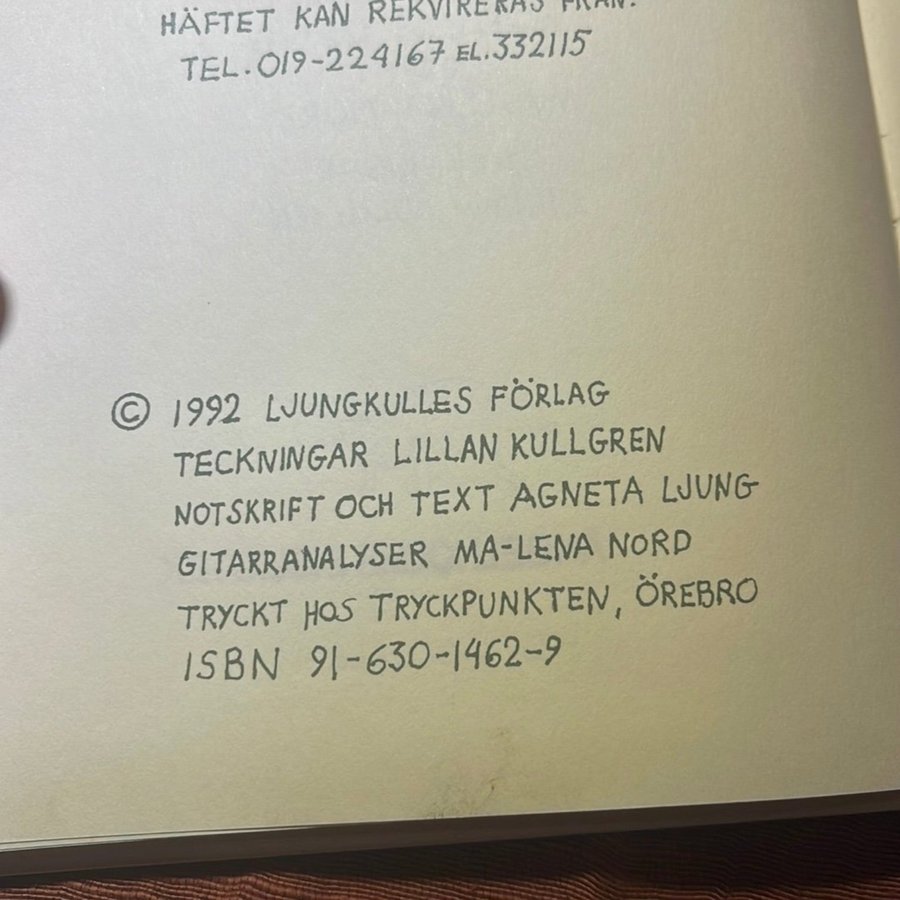 HÄFTET KAN REKVIRERAS FRÅN:
TEL. 019-224167 EL. 332115
© 1992 LJUNGKULLES FÖRLAG
TECKNINGAR LILLAN KULLGREN
NOTSKRIFT OCH TEXT AGNETA LJUNG
GITARRANALYSER MA-LENA NORD
TRYCKT HOS TRYCKPUNKTEN, ÖREBRO
ISBN 91-630-1462-9